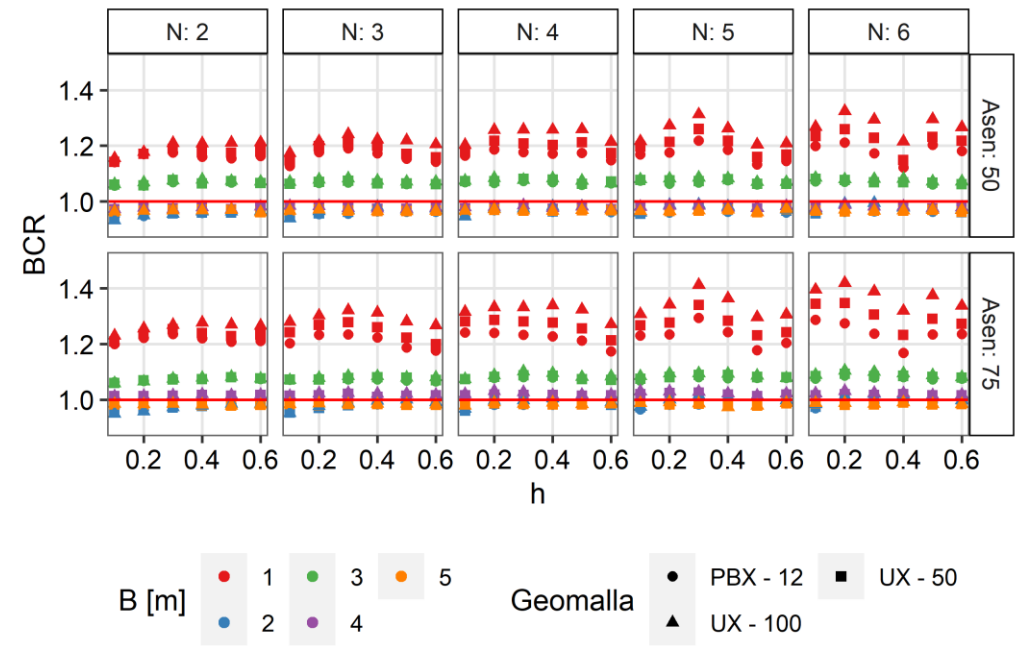 N: 2 N: 3 N: 4 N: 5 N: 6
1.4
1.2
1.0
Asen: 50
BCR
1.4
1.2
1.0
Asen: 75
0.2 0.4 0.6 0.2 0.4 0.6 0.2 0.4 0.6 0.2 0.4 0.6 0.2 0.4 0.6
h
B [m] 1 3 5
2 4
Geomalla PBX - 12 UX - 50
UX - 100